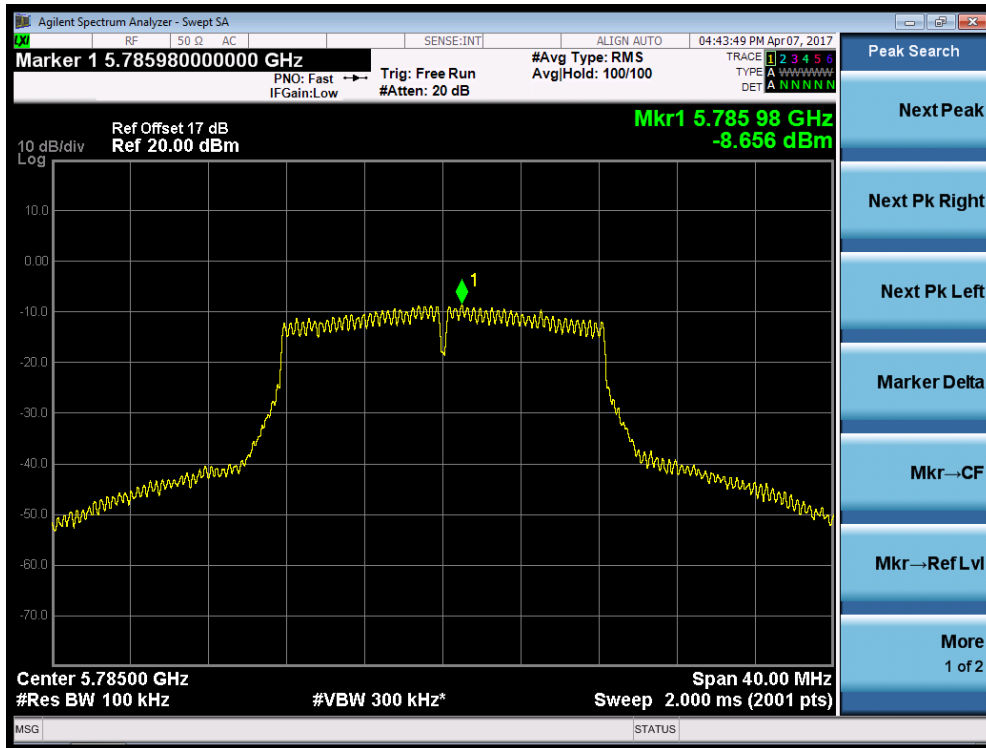 Agilent Spectrum Analyzer - Swept SA
LXI RF 50 Ω AC SENSE:INT ALIGN AUTO 04:43:49 PM Apr 07, 2017
Marker 1 5.785980000000 GHz
PNO: Fast
IFGain:Low
Trig: Free Run
#Atten: 20 dB
#Avg Type: RMS
Avg|Hold: 100/100
TRACE 1 2 3 4 5 6
TYPE A WWWWW
DET A N N N N N
Peak Search
Next Peak
Next Pk Right
Next Pk Left
Marker Delta
Mkr→CF
Mkr→Ref Lvl
More
1 of 2
Mkr1 5.785 98 GHz
-8.656 dBm
Ref Offset 17 dB
10 dB/div Ref 20.00 dBm
Log
1
10.0
0.00
-10.0
-20.0
-30.0
-40.0
-50.0
-60.0
-70.0
Center 5.78500 GHz Span 40.00 MHz
#Res BW 100 kHz #VBW 300 kHz* Sweep 2.000 ms (2001 pts)
MSG STATUS